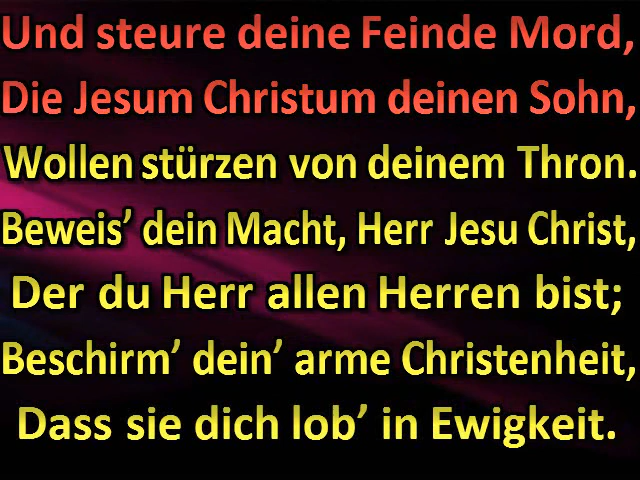 Und steure deine Feinde Mord,
Die Jesum Christum deinen Sohn,
Wollen stürzen von deinem Thron.
Beweis’ dein Macht, Herr Jesu Christ,
Der du Herr allen Herren bist;
Beschirm’ dein’ arme Christenheit,
Dass sie dich lob’ in Ewigkeit.